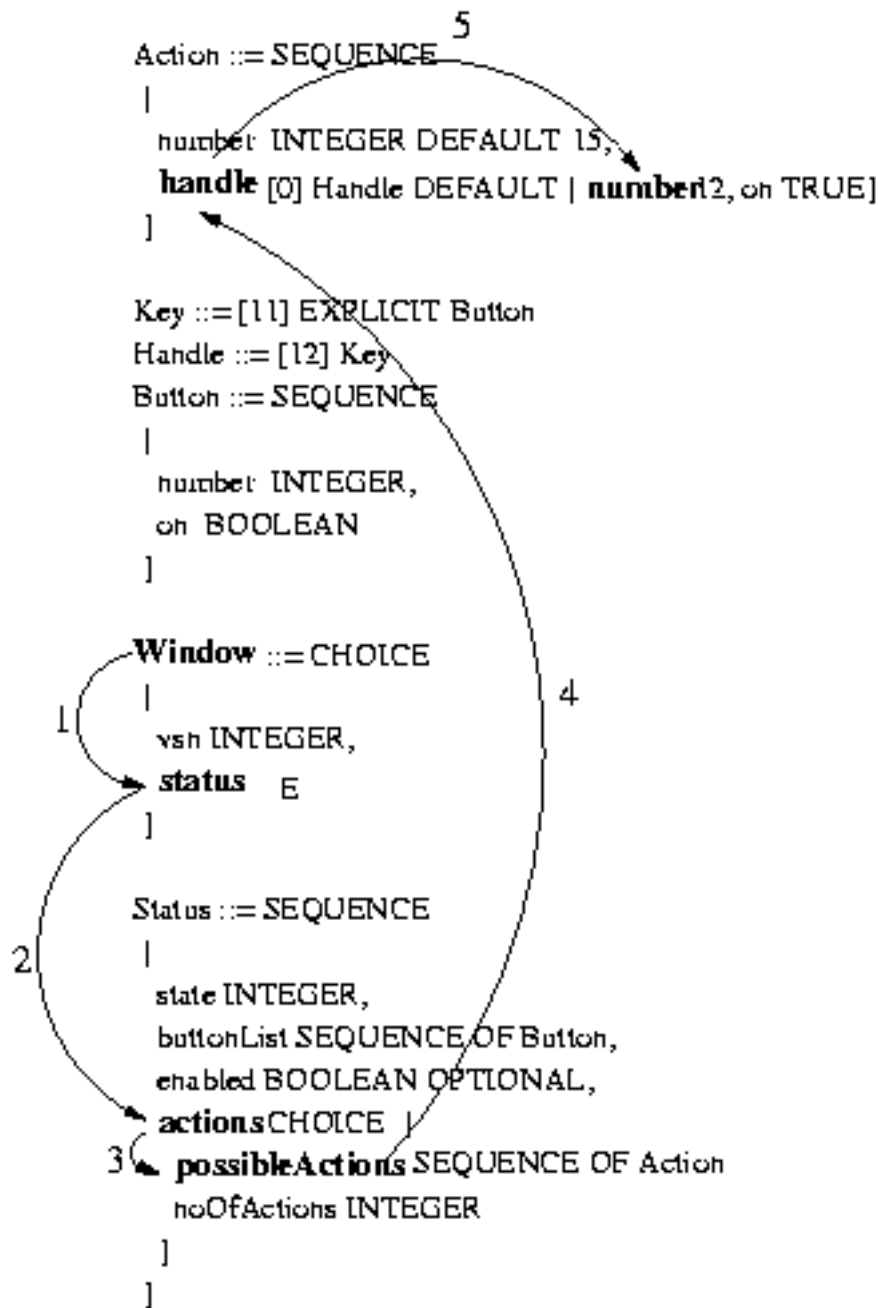 5
Action ::= SEQUENCE
|
number INTEGER DEFAULT 15,
handle [0] Handle DEFAULT | number12, on TRUE]
]
Key ::= [11] EXPLICIT Button
Handle ::= [12] Key
Button ::= SEQUENCE
|
number INTEGER,
on BOOLEAN
]
Window ::= CHOICE
4
|
1
vsn INTEGER,
status E
]
Status ::= SEQUENCE
2
|
state INTEGER,
buttonList SEQUENCE OF Button,
enabled BOOLEAN OPTIONAL,
actions CHOICE |
3
possibleActions SEQUENCE OF Action
noOfActions INTEGER
]
]